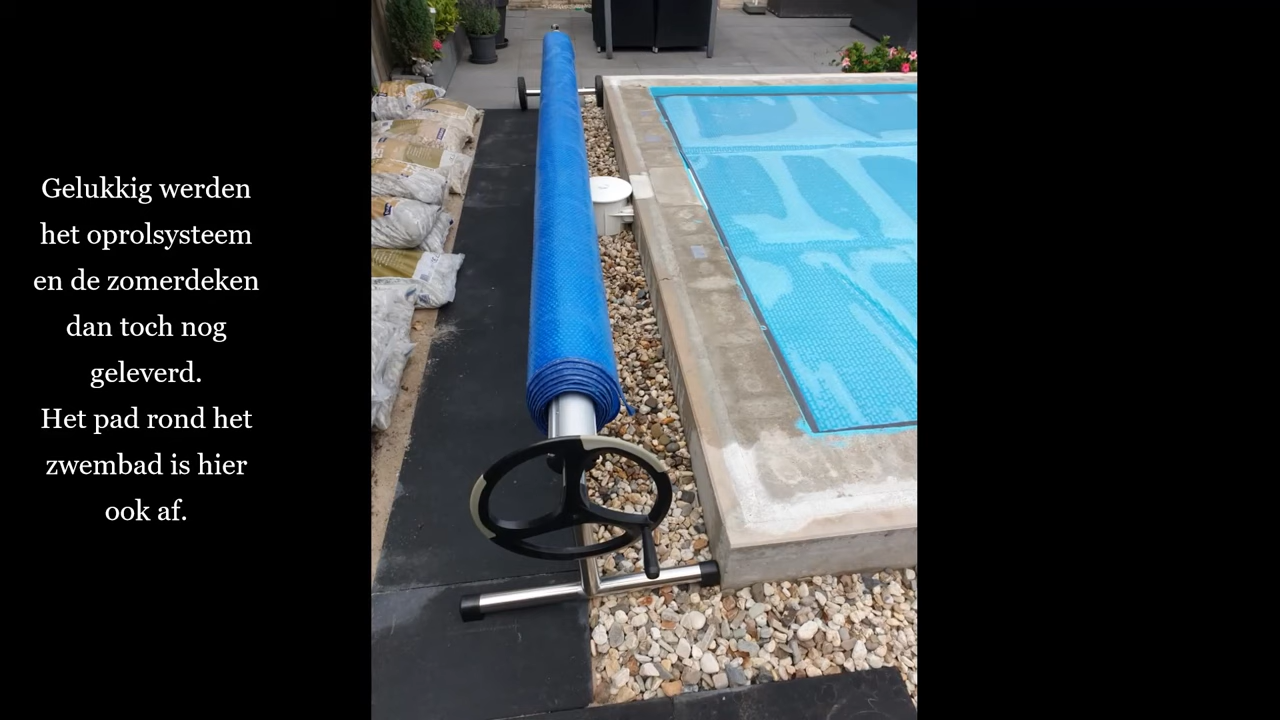 Gelukkig werden
het oprolsysteem
en de zomerdeken
dan toch nog
geleverd.
Het pad rond het
zwembad is hier
ook af.